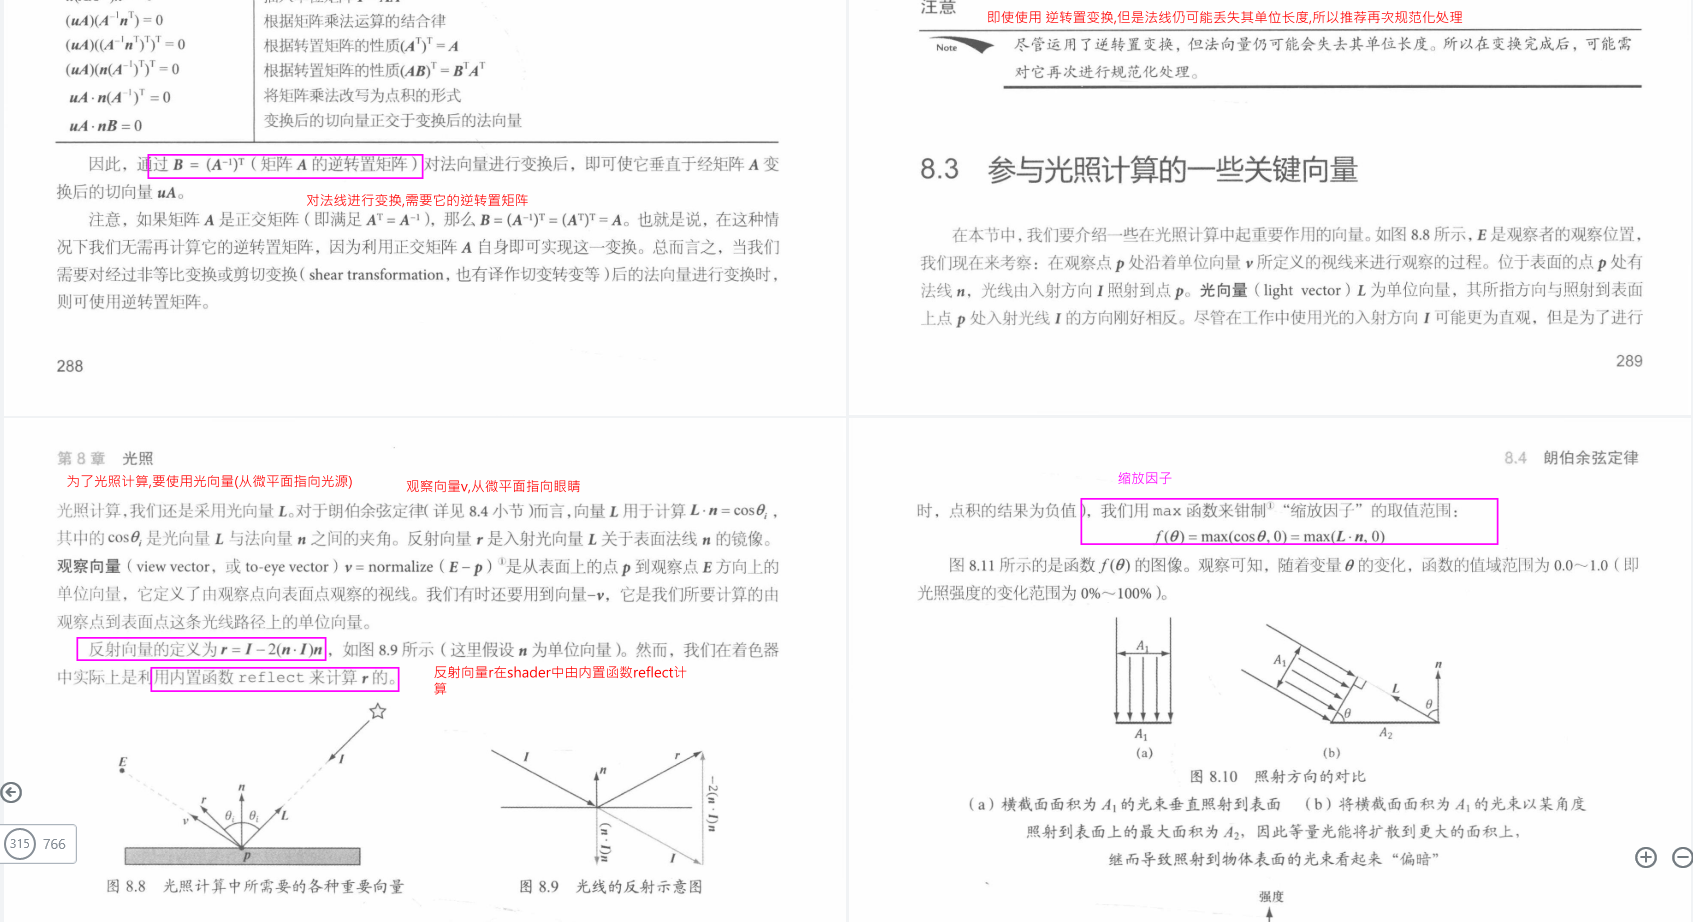 (uA)(A⁻¹nᵀ) = 0 根据矩阵乘法运算的结合律
(uA)((A⁻¹nᵀ)ᵀ)ᵀ = 0 根据转置矩阵的性质(Aᵀ)ᵀ = A
(uA)(n(A⁻¹)ᵀ)ᵀ = 0 根据转置矩阵的性质(AB)ᵀ = BᵀAᵀ
uA · n(A⁻¹)ᵀ = 0 将矩阵乘法改写为点积的形式
uA · nB = 0 变换后的切向量正交于变换后的法向量
因此，通过 B = (A⁻¹)ᵀ（矩阵 A 的逆转置矩阵）对法向量进行变换后，即可使它垂直于经矩阵 A 变
换后的切向量 uA。
对法线进行变换,需要它的逆转置矩阵
注意，如果矩阵 A 是正交矩阵（即满足 Aᵀ = A⁻¹），那么 B = (A⁻¹)ᵀ = (Aᵀ)ᵀ = A。也就是说，在这种情
况下我们无需再计算它的逆转置矩阵，因为利用正交矩阵 A 自身即可实现这一变换。总而言之，当我们
需要对经过非等比变换或剪切变换（shear transformation，也有译作切变转变等）后的法向量进行变换时，
则可使用逆转置矩阵。
288
注意
即使使用 逆转置变换,但是法线仍可能丢失其单位长度,所以推荐再次规范化处理
Note
尽管运用了逆转置变换，但法向量仍可能会失去其单位长度。所以在变换完成后，可能需
对它再次进行规范化处理。
8.3 参与光照计算的一些关键向量
在本节中，我们要介绍一些在光照计算中起重要作用的向量。如图 8.8 所示，E 是观察者的观察位置，
我们现在来考察：在观察点 p 处沿着单位向量 v 所定义的视线来进行观察的过程。位于表面的点 p 处有
法线 n，光线由入射方向 I 照射到点 p。光向量（light vector）L 为单位向量，其所指方向与照射到表面
上点 p 处入射光线 I 的方向刚好相反。尽管在工作中使用光的入射方向 I 可能更为直观，但是为了进行
289
第 8 章 光照
为了光照计算,要使用光向量(从微平面指向光源)
观察向量v,从微平面指向眼睛
光照计算，我们还是采用光向量 L。对于朗伯余弦定律（详见 8.4 小节）而言，向量 L 用于计算 L · n = cosθᵢ，
其中的 cosθᵢ 是光向量 L 与法向量 n 之间的夹角。反射向量 r 是入射光向量 L 关于表面法线 n 的镜像。
观察向量（view vector，或 to-eye vector）v = normalize（E − p）①是从表面上的点 p 到观察点 E 方向上的
单位向量，它定义了由观察点向表面点观察的视线。我们有时还要用到向量−v，它是我们所要计算的由
观察点到表面点这条光线路径上的单位向量。
反射向量的定义为 r = I − 2(n · I)n，如图 8.9 所示（这里假设 n 为单位向量）。然而，我们在着色器
中实际上是利用内置函数 reflect 来计算 r 的。
反射向量r在shader中由内置函数reflect计
算
E
r
v
n
θᵢ
θᵢ
L
I
p
图 8.8 光照计算中所需要的各种重要向量
I
n
r
(n · I)n
−2(n · I)n
I
图 8.9 光线的反射示意图
315 766
8.4 朗伯余弦定律
缩放因子
时，点积的结果为负值），我们用 max 函数来钳制①“缩放因子”的取值范围：
f(θ) = max(cosθ, 0) = max(L · n, 0)
图 8.11 所示的是函数 f(θ) 的图像。观察可知，随着变量 θ 的变化，函数的值域范围为 0.0～1.0（即
光照强度的变化范围为 0%～100%）。
A₁
A₁
(a)
A₁
θ
A₂
L
n
θ
(b)
图 8.10 照射方向的对比
（a）横截面面积为 A₁ 的光束垂直照射到表面 （b）将横截面面积为 A₁ 的光束以某角度
照射到表面上的最大面积为 A₂，因此等量光能将扩散到更大的面积上，
继而导致照射到物体表面的光束看起来“偏暗”
强度